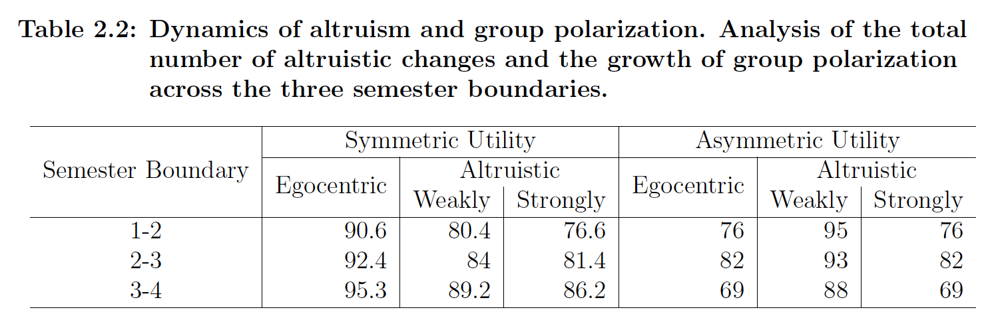 Table 2.2: Dynamics of altruism and group polarization. Analysis of the total
number of altruistic changes and the growth of group polarization
across the three semester boundaries.
Symmetric Utility Asymmetric Utility
Semester Boundary Egocentric Altruistic Egocentric Altruistic
Weakly Strongly Weakly Strongly
1-2 90.6 80.4 76.6 76 95 76
2-3 92.4 84 81.4 82 93 82
3-4 95.3 89.2 86.2 69 88 69